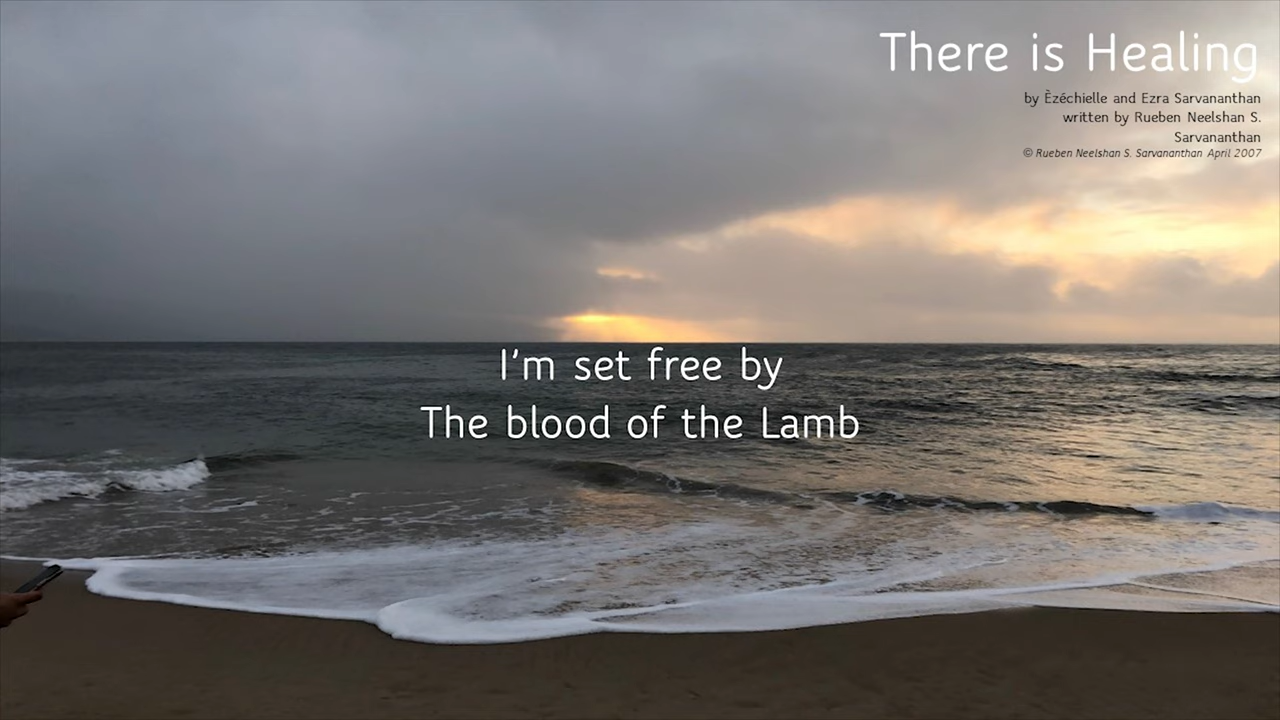 There is Healing
by Èzéchielle and Ezra Sarvananthan
written by Rueben Neelshan S.
Sarvananthan
© Rueben Neelshan S. Sarvananthan April 2007
I'm set free by
The blood of the Lamb